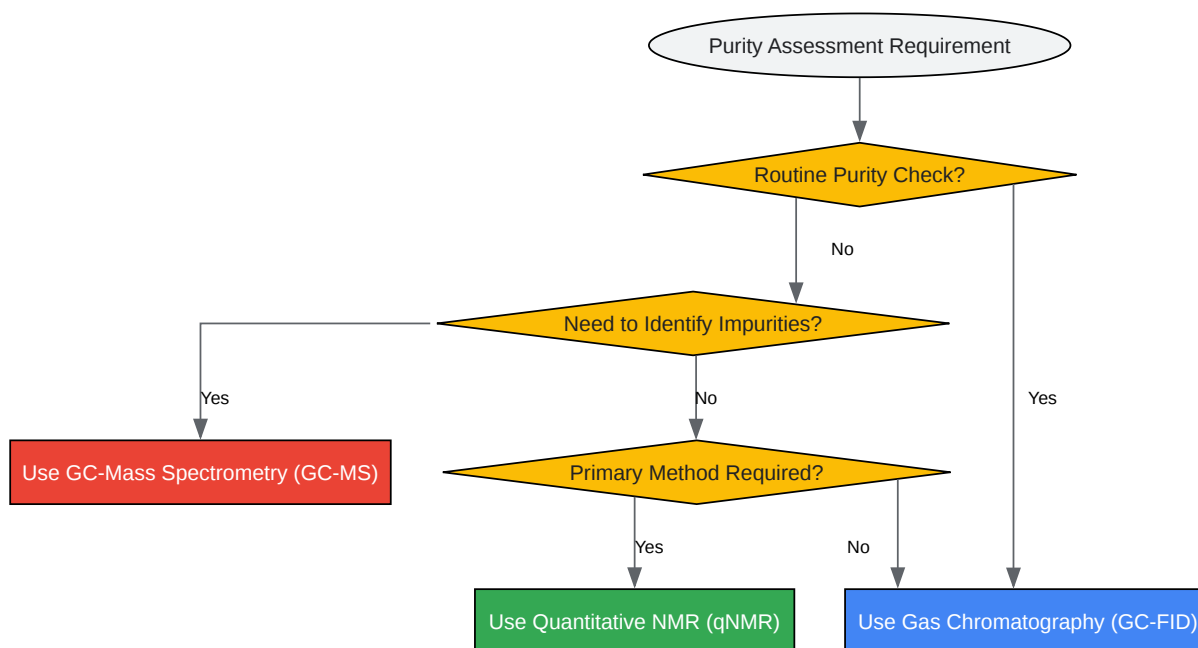 Purity Assessment Requirement
Routine Purity Check?
No
Need to Identify Impurities?
Yes
No
Yes
Use GC-Mass Spectrometry (GC-MS)
Primary Method Required?
Yes
No
Use Quantitative NMR (qNMR)
Use Gas Chromatography (GC-FID)